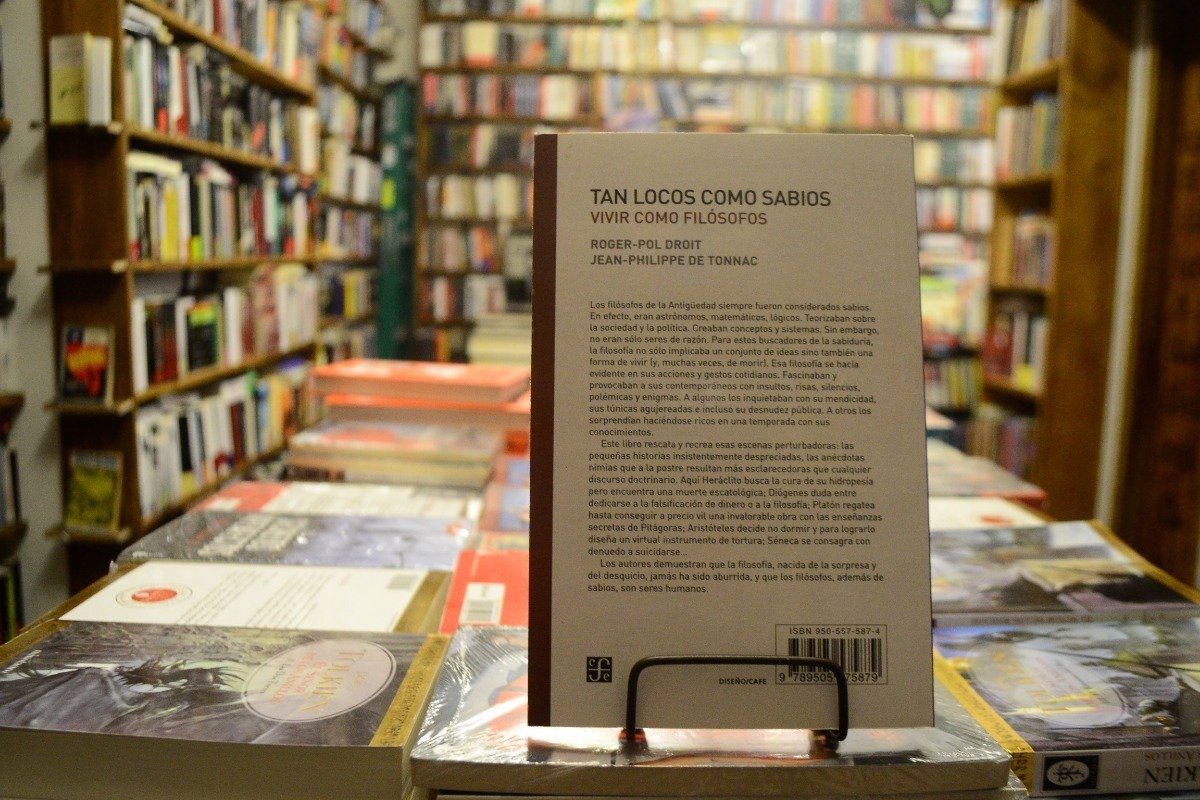 TAN LOCOS COMO SABIOS
VIVIR COMO FILÓSOFOS
ROGER-POL DROIT
JEAN-PHILIPPE DE TONNAC
Los filósofos de la Antigüedad siempre fueron considerados sabios.
En efecto, eran astrónomos, matemáticos, lógicos. Teorizaban sobre
la sociedad y la política. Creaban conceptos y sistemas. Sin embargo,
no eran sólo seres de razón. Para estos buscadores de la sabiduría,
la filosofía no sólo implicaba un conjunto de ideas sino también una
forma de vivir (y, muchas veces, de morir). Esa filosofía se hacía
evidente en sus acciones y gestos cotidianos. Fascinaban y
provocaban a sus contemporáneos con insultos, risas, silencios,
polémicas y enigmas. A algunos los inquietaban con su mendicidad,
sus túnicas agujereadas e incluso su desnudez pública. A otros los
sorprendían haciéndose ricos en una temporada con sus
conocimientos.
Este libro rescata y recrea esas escenas perturbadoras: las
pequeñas historias insistentemente despreciadas, las anécdotas
nimias que a la postre resultan más esclarecedoras que cualquier
discurso doctrinario. Aquí Heráclito busca la cura de su hidropesía
pero encuentra una muerte escatológica; Diógenes duda entre
dedicarse a la falsificación de dinero o a la filosofía; Platón regatea
hasta conseguir a precio vil una invalorable obra con las enseñanzas
secretas de Pitágoras; Aristóteles decide no dormir y para lograrlo
diseña un virtual instrumento de tortura; Séneca se consagra con
denuedo a suicidarse...
Los autores demuestran que la filosofía, nacida de la sorpresa y
del desquicio, jamás ha sido aburrida, y que los filósofos, además de
sabios, son seres humanos.
ISBN 950-557-587-4
cfe
DISEÑO/CAFE
9 789505 575879
TOLKIEN
KIEN